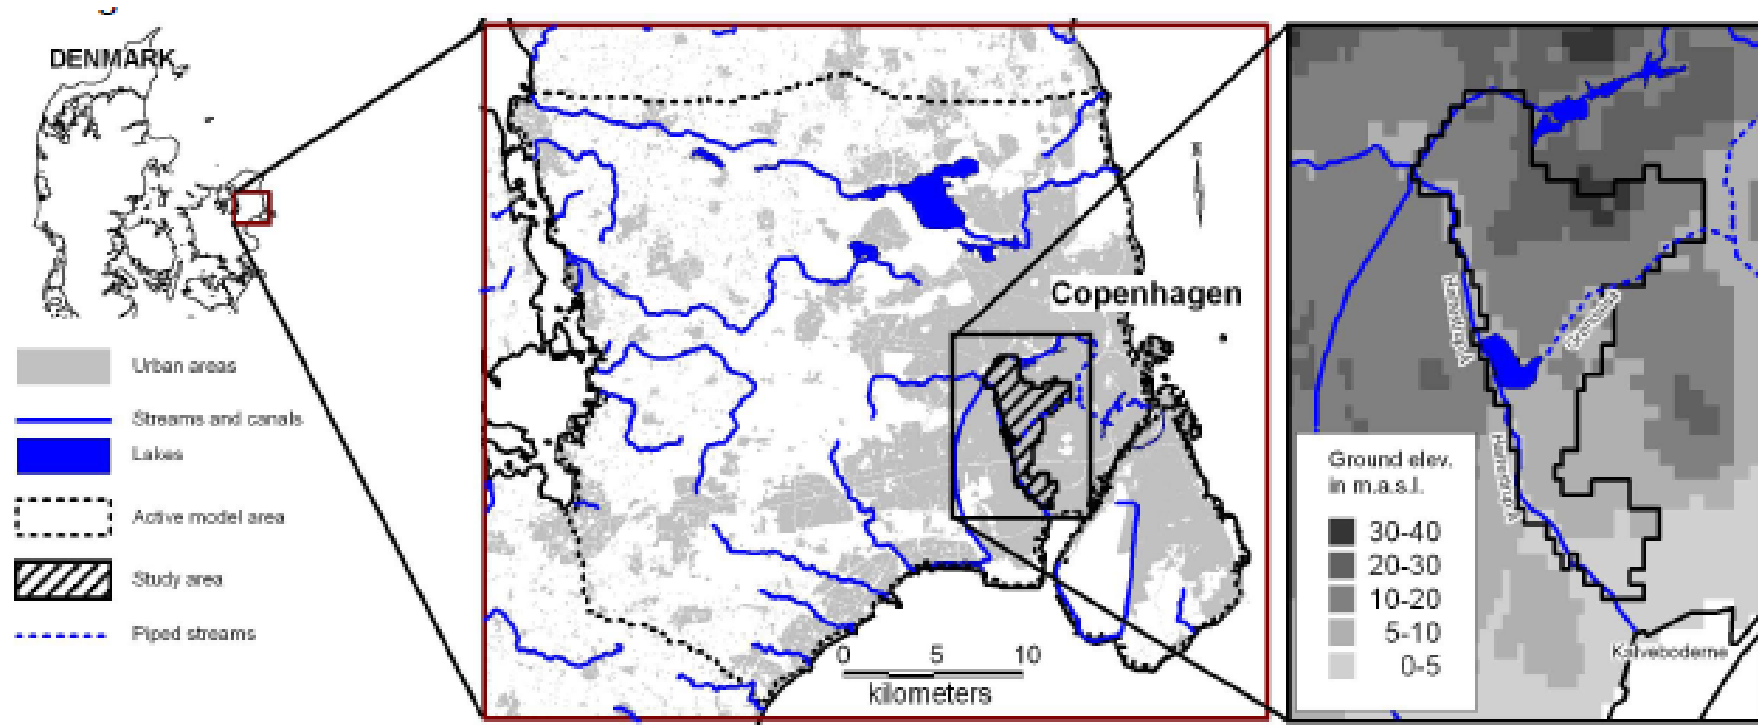 DENMARK
Urban areas
Streams and canals
Lakes
Active model area
Study area
Piped streams
N
Copenhagen
0 5 10
kilometers
Harrestrup Å
Harrestrup Å
Ground elev.
in m.a.s.l.
30-40
20-30
10-20
5-10
0-5
Kalveboderne